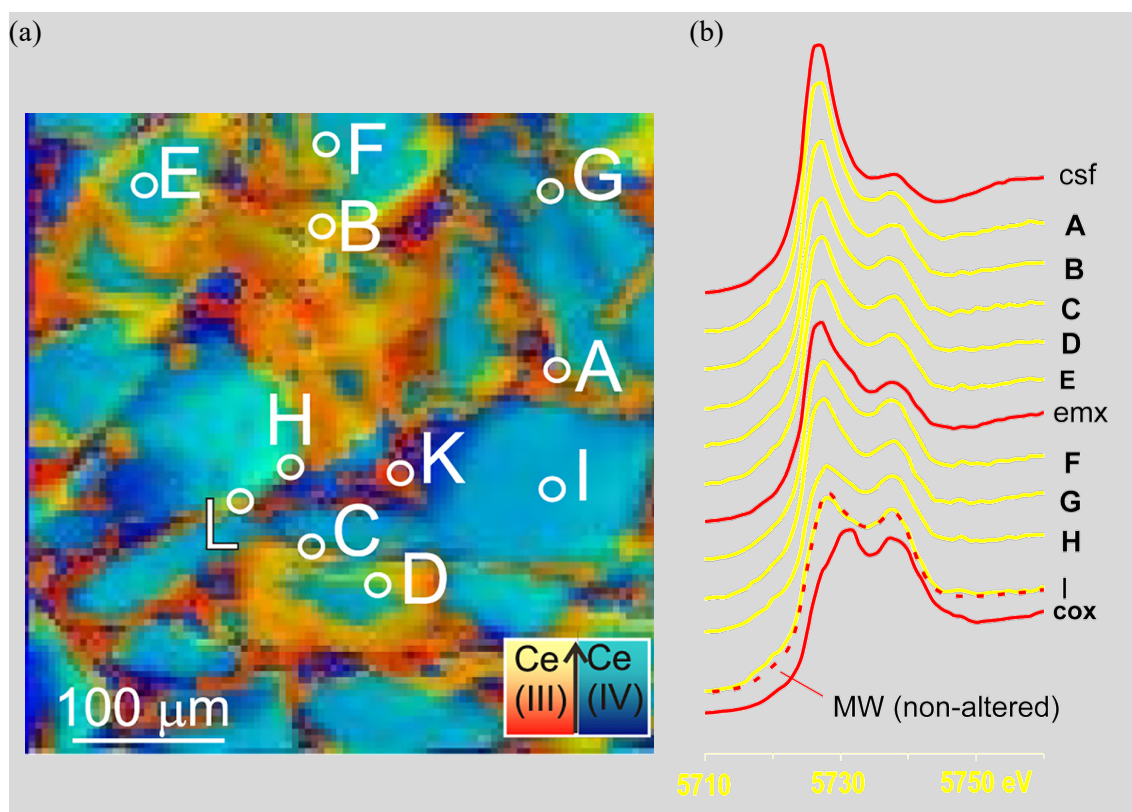 (a)
(b)
E
F
G
B
A
H
K
I
L
C
D
Ce
(III)
Ce
(IV)
100 µm
csf
A
B
C
D
E
emx
F
G
H
I
cox
MW (non-altered)
5710
5730
5750 eV